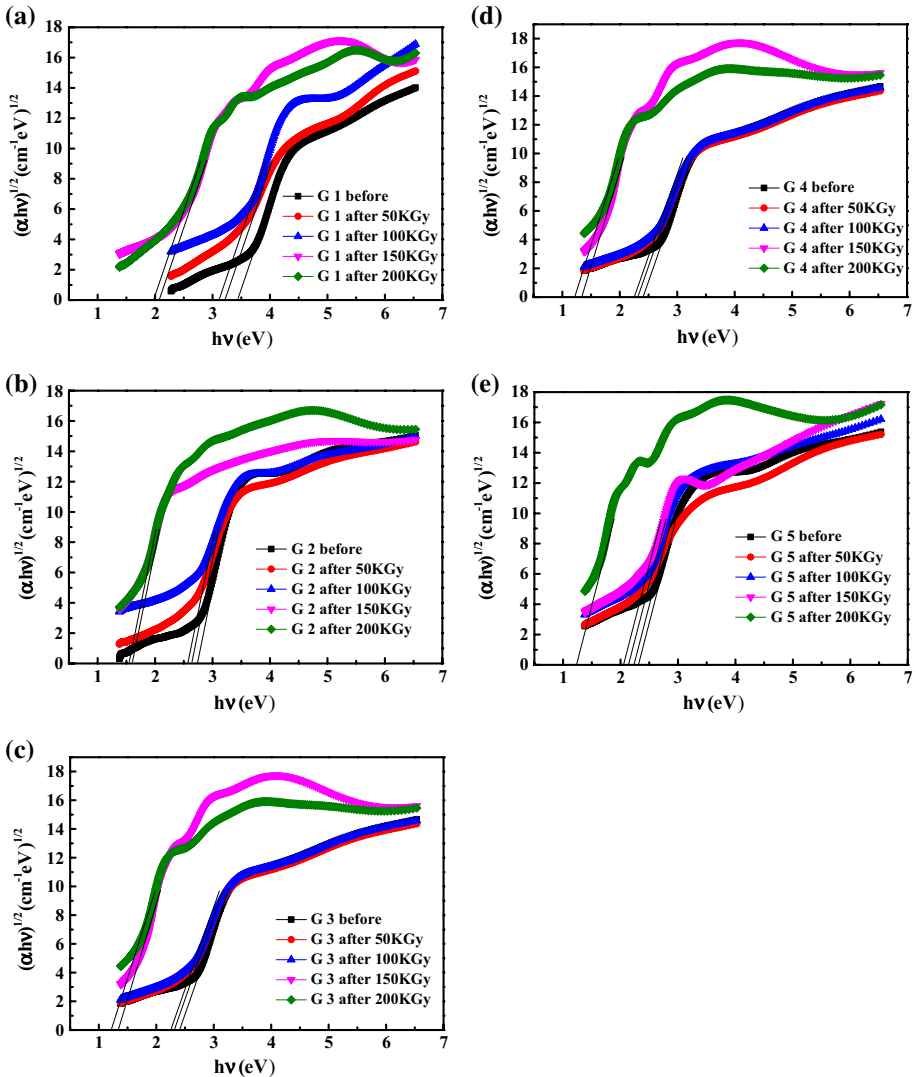 (a)
(αhν)^1/2 (cm^-1 eV)^1/2
18
16
14
12
10
8
6
4
2
0
G 1 before
G 1 after 50KGy
G 1 after 100KGy
G 1 after 150KGy
G 1 after 200KGy
1 2 3 4 5 6 7
hν (eV)
(b)
(αhν)^1/2 (cm^-1 eV)^1/2
18
16
14
12
10
8
6
4
2
0
G 2 before
G 2 after 50KGy
G 2 after 100KGy
G 2 after 150KGy
G 2 after 200KGy
1 2 3 4 5 6 7
hν (eV)
(c)
(αhν)^1/2 (cm^-1 eV)^1/2
18
16
14
12
10
8
6
4
2
0
G 3 before
G 3 after 50KGy
G 3 after 100KGy
G 3 after 150KGy
G 3 after 200KGy
1 2 3 4 5 6 7
hν (eV)
(d)
(αhν)^1/2 (cm^-1 eV)^1/2
18
16
14
12
10
8
6
4
2
0
G 4 before
G 4 after 50KGy
G 4 after 100KGy
G 4 after 150KGy
G 4 after 200KGy
1 2 3 4 5 6 7
hν (eV)
(e)
(αhν)^1/2 (cm^-1 eV)^1/2
18
16
14
12
10
8
6
4
2
0
G 5 before
G 5 after 50KGy
G 5 after 100KGy
G 5 after 150KGy
G 5 after 200KGy
1 2 3 4 5 6 7
hν (eV)